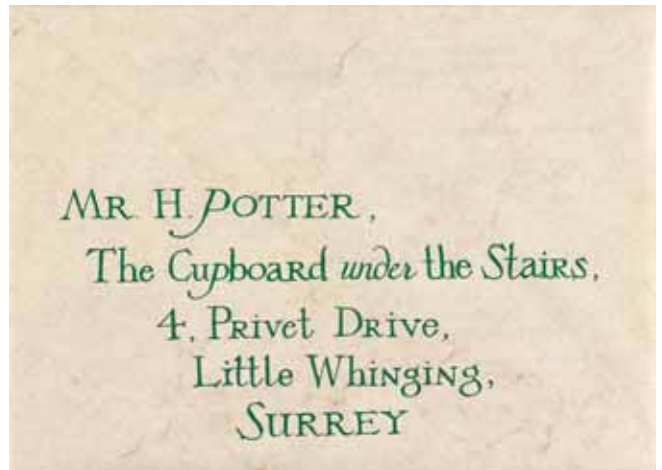 Mr H Potter,
The Cupboard under the Stairs,
4, Privet Drive,
Little Whinging,
Surrey